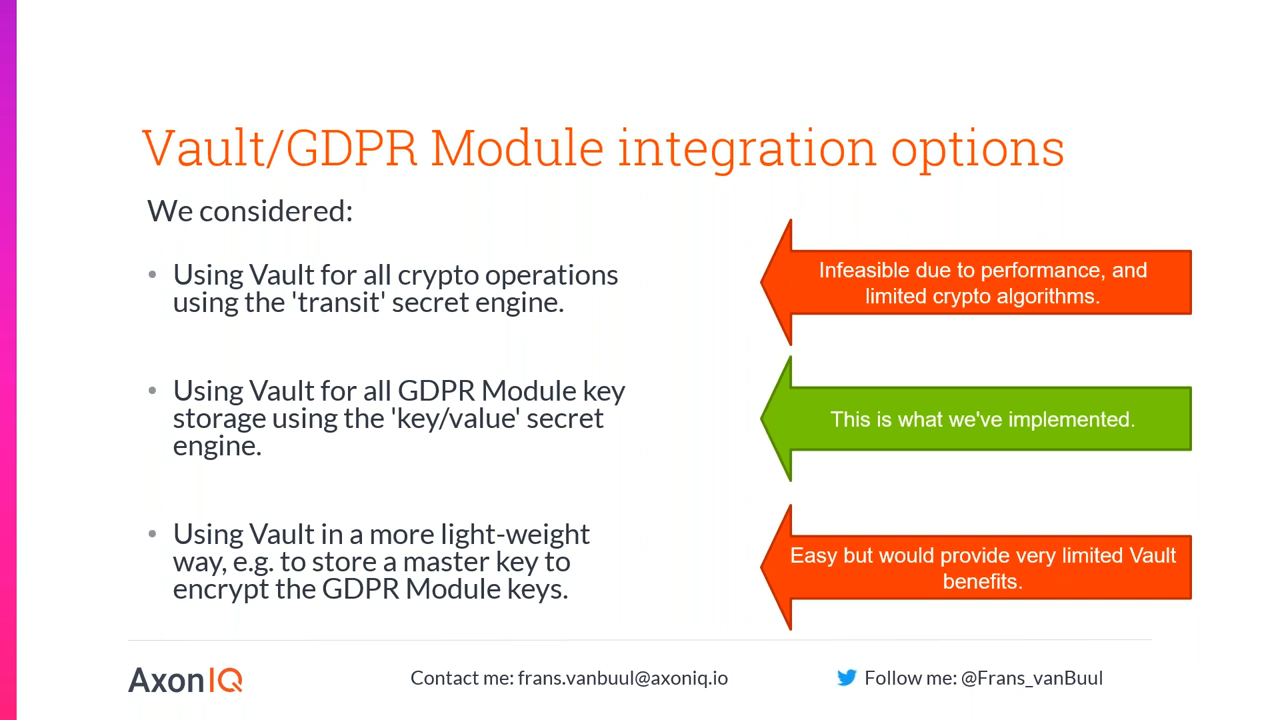 Vault/GDPR Module integration options
We considered:
• Using Vault for all crypto operations
using the 'transit' secret engine.
Infeasible due to performance, and
limited crypto algorithms.
• Using Vault for all GDPR Module key
storage using the 'key/value' secret
engine.
This is what we've implemented.
• Using Vault in a more light-weight
way, e.g. to store a master key to
encrypt the GDPR Module keys.
Easy but would provide very limited Vault
benefits.
AxonIQ
Contact me: frans.vanbuul@axoniq.io
Follow me: @Frans_vanBuul